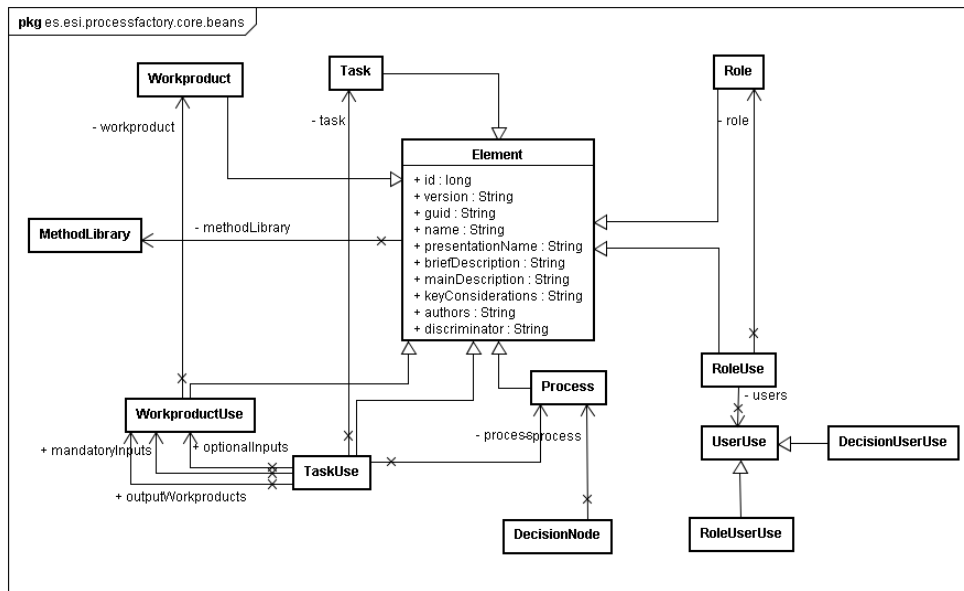 pkg es.esi.processfactory.core.beans
Workproduct
Task
Role
- workproduct
- task
- role
Element
+ id : long
+ version : String
+ guid : String
+ name : String
+ presentationName : String
+ briefDescription : String
+ mainDescription : String
+ keyConsiderations : String
+ authors : String
+ discriminator : String
MethodLibrary
- methodLibrary
RoleUse
- users
Process
WorkproductUse
+ mandatoryInputs
+ optionalInputs
- process
- process
UserUse
DecisionUserUse
TaskUse
+ outputWorkproducts
DecisionNode
RoleUserUse